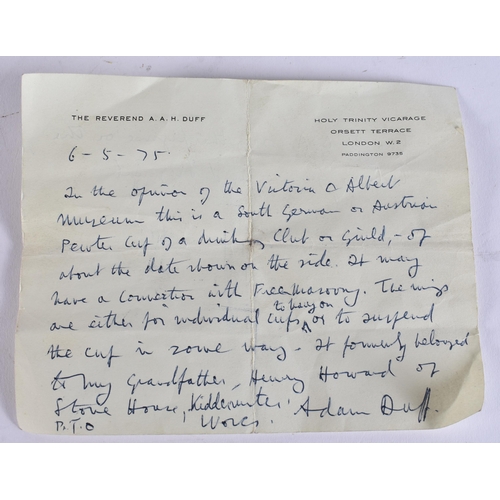 THE REVEREND A. A. H. DUFF
HOLY TRINITY VICARAGE
ORSETT TERRACE
LONDON W.2
PADDINGTON 9735
6-5-75.
In the opinion of the Victoria & Albert
Museum this is a South German or Austrian
Pewter Cup of a drinking Club or Guild, - of
about the date shown on the side. It may
have a connection with Freemasonry. The rings
are either for individual cups to hang on or to suspend
the cup in some way. It formerly belonged
to my Grandfather, Henry Howard of
Stone House, Kidderminster,
Worcs. Adam Duff.
P.T.O